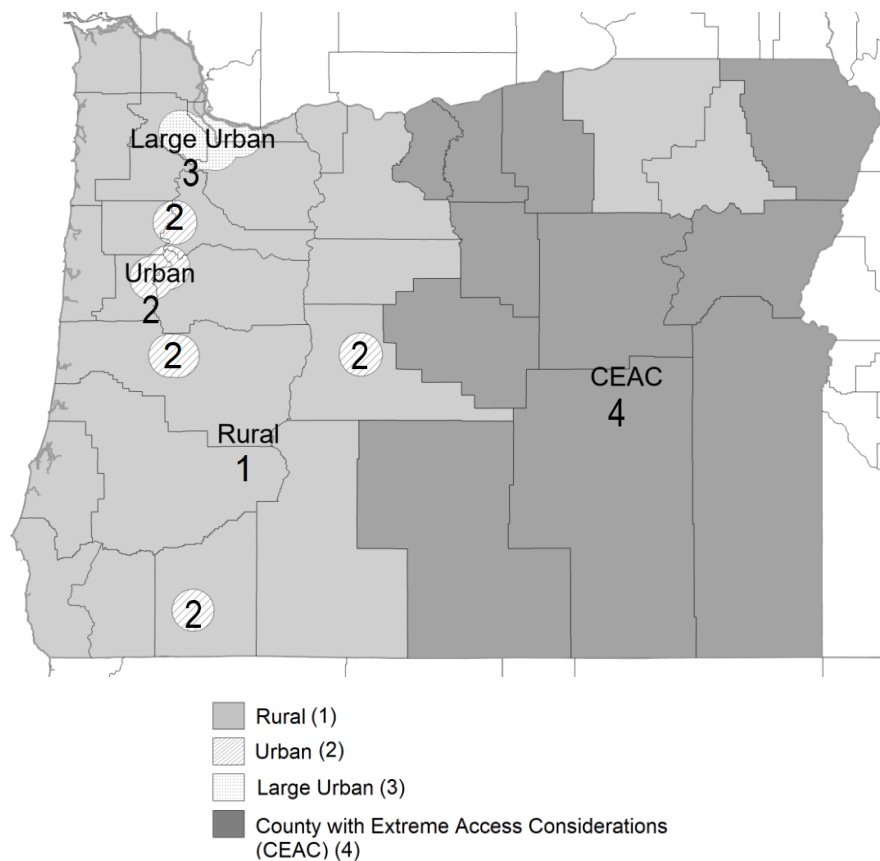 Large Urban
3
2
Urban
2
2
2
CEAC
4
Rural
1
2
Rural (1)
Urban (2)
Large Urban (3)
County with Extreme Access Considerations
(CEAC) (4)